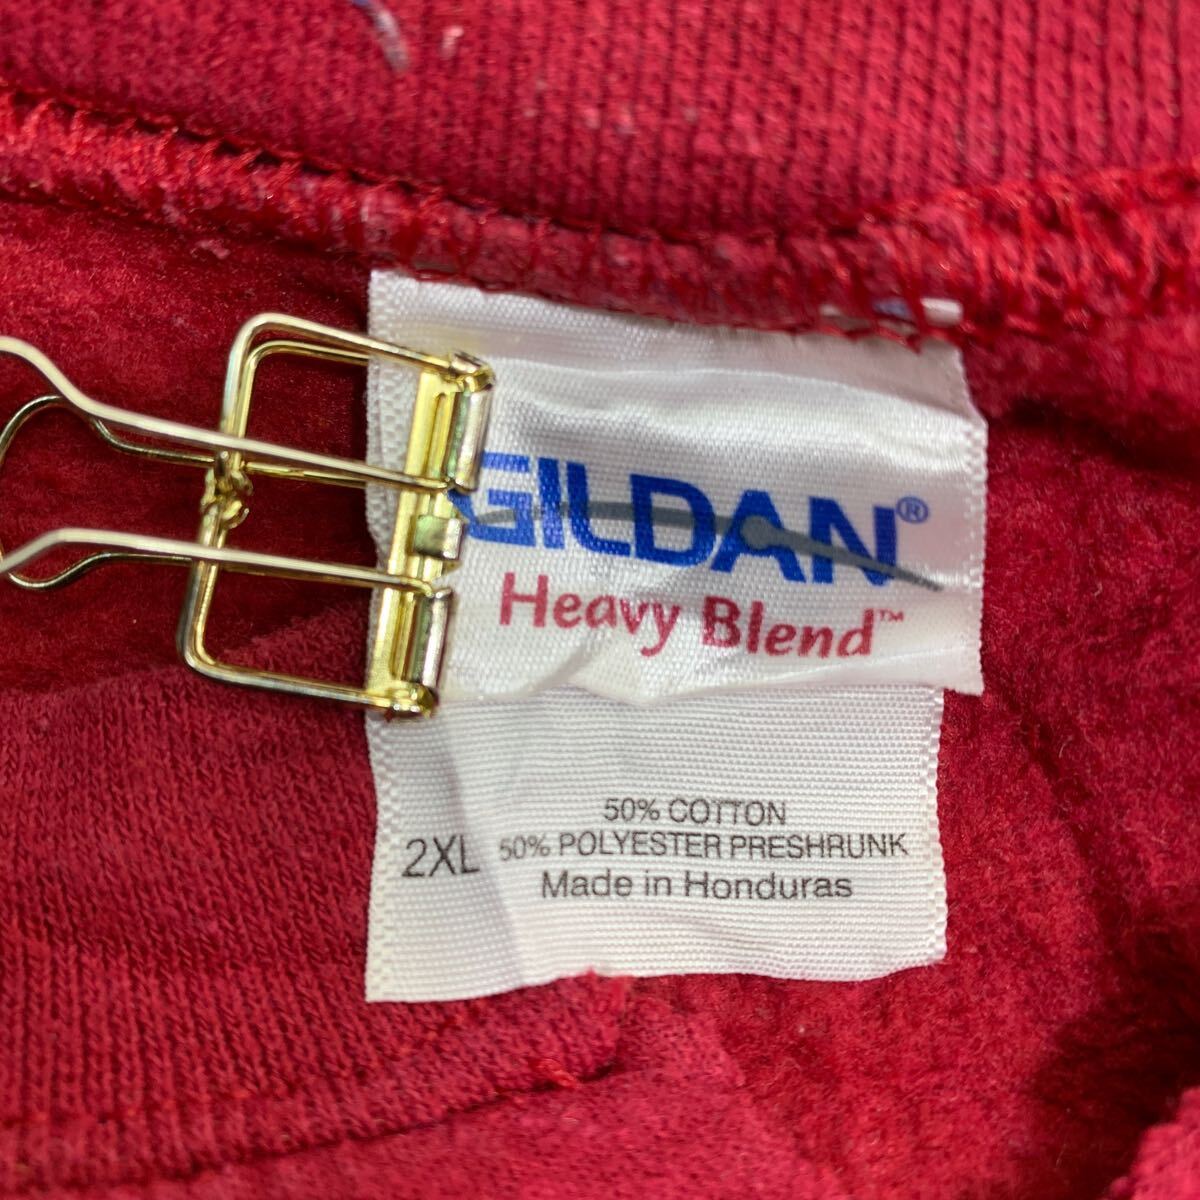 GILDAN®
Heavy Blend™
50% COTTON
2XL 50% POLYESTER PRESHRUNK
Made in Honduras